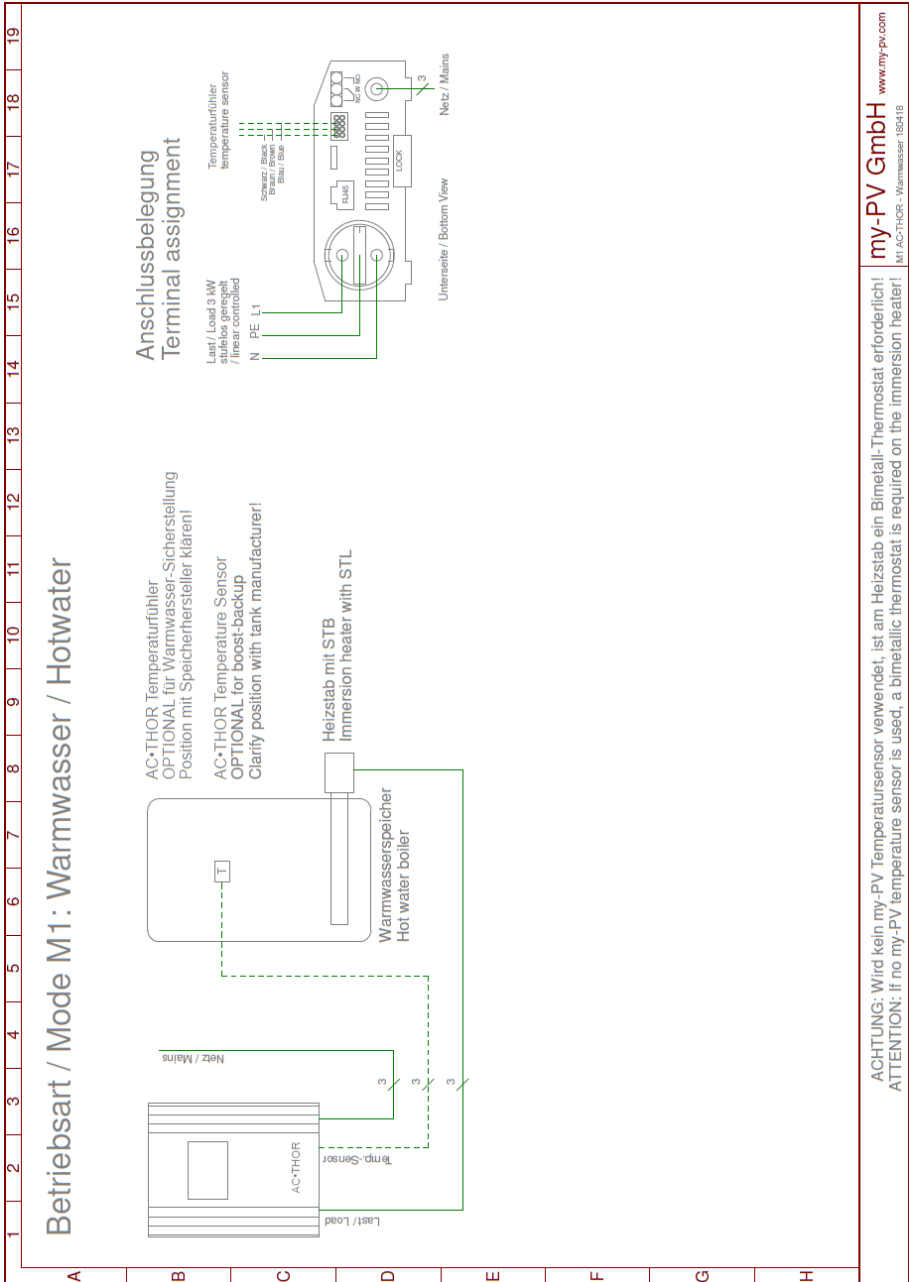 1 2 3 4 5 6 7 8 9 10 11 12 13 14 15 16 17 18 19
A
B
C
D
E
F
G
H
Betriebsart / Mode M1: Warmwasser / Hotwater
AC•THOR
Last / Load
Temp.-Sensor
Netz / Mains
3
3
3
T
Warmwasserspeicher
Hot water boiler
AC•THOR Temperaturfühler
OPTIONAL für Warmwasser-Sicherstellung
Position mit Speicherhersteller klären!
AC•THOR Temperature Sensor
OPTIONAL for boost-backup
Clarify position with tank manufacturer!
Heizstab mit STB
Immersion heater with STL
Anschlussbelegung
Terminal assignment
Last / Load 3 kW
stufelos geregelt
/ linear controlled
N PE L1
Temperaturfühler
temperature sensor
Schwarz / Black
Braun / Brown
Blau / Blue
RJ45
LOCK
NC W NO
3
Unterseite / Bottom View
Netz / Mains
ACHTUNG: Wird kein my-PV Temperatursensor verwendet, ist am Heizstab ein Bimetall-Thermostat erforderlich!
ATTENTION: If no my-PV temperature sensor is used, a bimetallic thermostat is required on the immersion heater!
my-PV GmbH www.my-pv.com
M1 AC•THOR - Warmwasser 180418